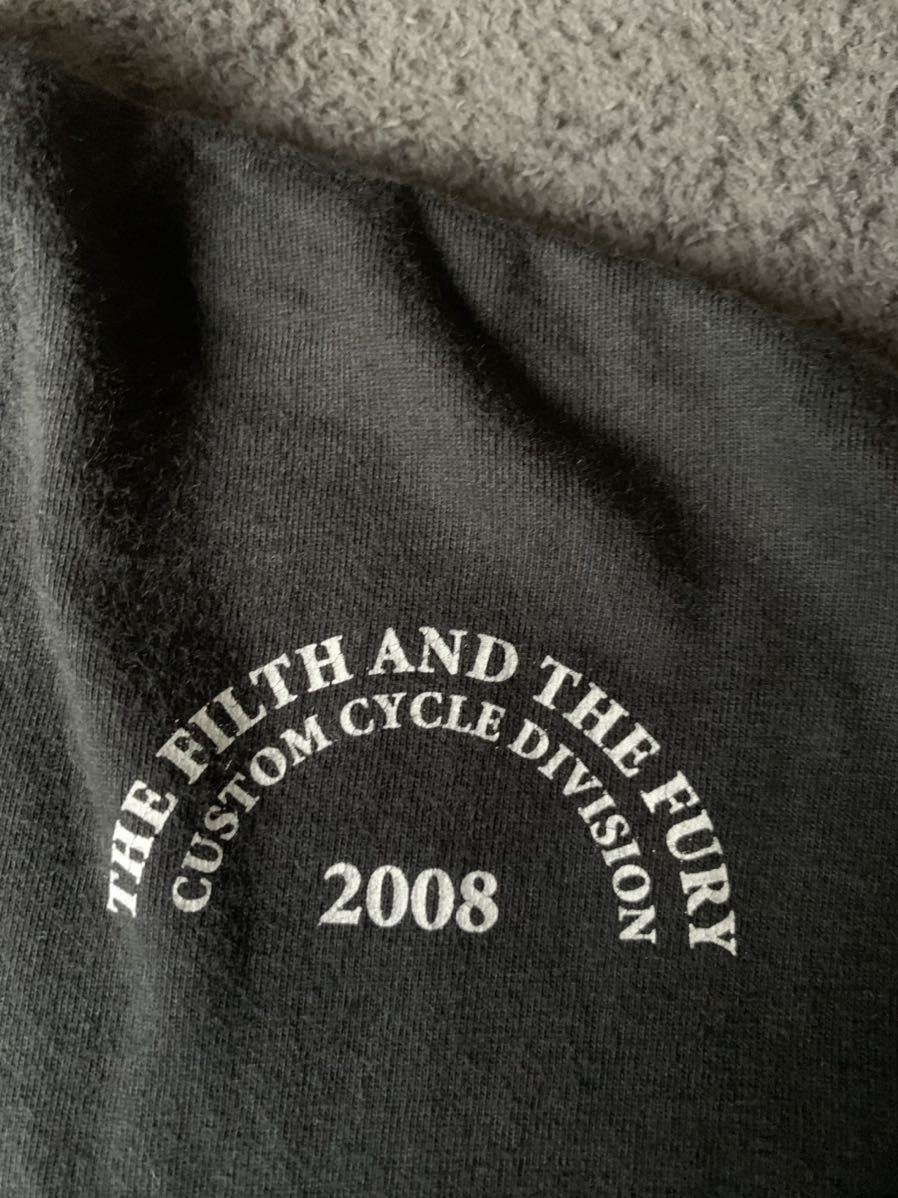 THE FILTH AND THE FURY
CUSTOM CYCLE DIVISION
2008